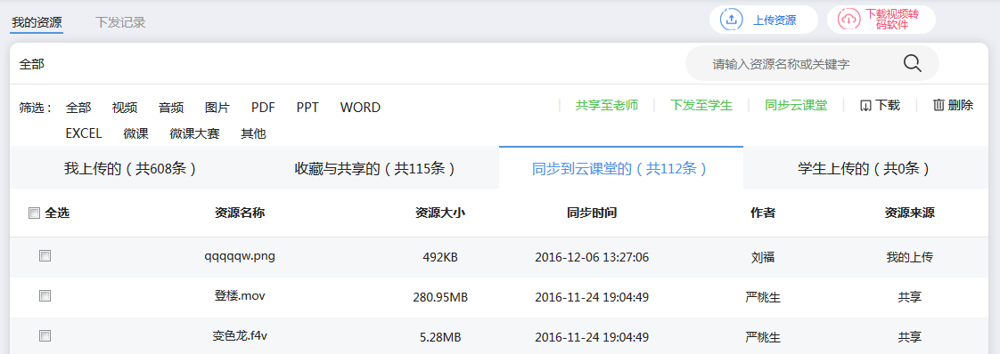 我的资源 下发记录 上传资源 下载视频转
码软件
全部 请输入资源名称或关键字
筛选： 全部 视频 音频 图片 PDF PPT WORD 共享至老师 下发至学生 同步云课堂 下载 删除
EXCEL 微课 微课大赛 其他
我上传的（共608条） 收藏与共享的（共115条） 同步到云课堂的（共112条） 学生上传的（共0条）
全选 资源名称 资源大小 同步时间 作者 资源来源
qqqqqw.png 492KB 2016-12-06 13:27:06 刘福 我的上传
登楼.mov 280.95MB 2016-11-24 19:04:49 严桃生 共享
变色龙.f4v 5.28MB 2016-11-24 19:04:49 严桃生 共享